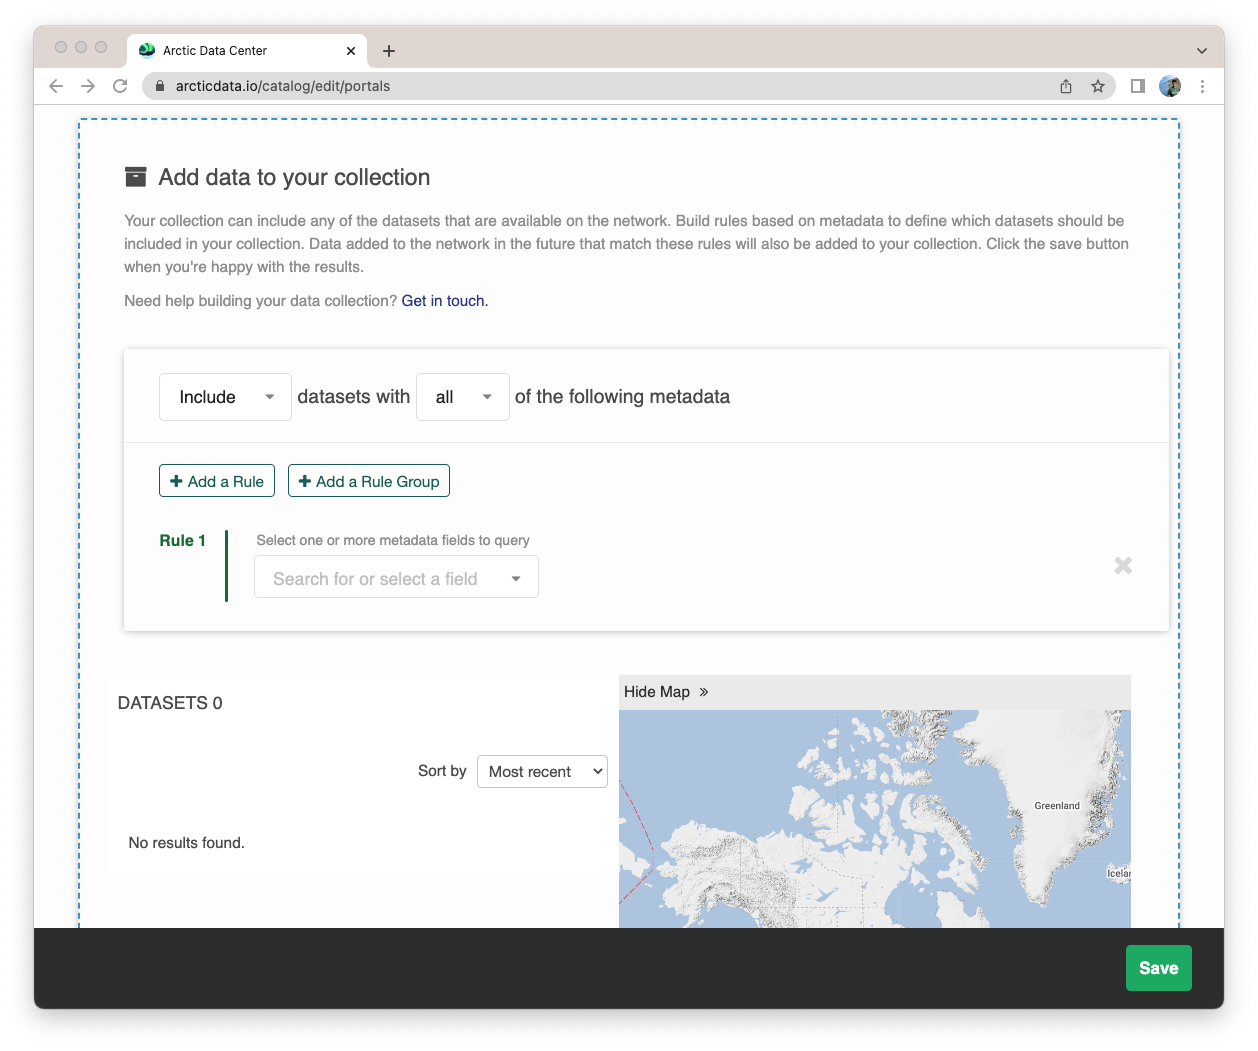 Arctic Data Center
arcticdata.io/catalog/edit/portals
Add data to your collection
Your collection can include any of the datasets that are available on the network. Build rules based on metadata to define which datasets should be
included in your collection. Data added to the network in the future that match these rules will also be added to your collection. Click the save button
when you're happy with the results.
Need help building your data collection? Get in touch.
Include datasets with all of the following metadata
Add a Rule Add a Rule Group
Rule 1 Select one or more metadata fields to query
Search for or select a field
Hide Map »
DATASETS 0
Sort by Most recent
Greenland
No results found.
Icelar
Save